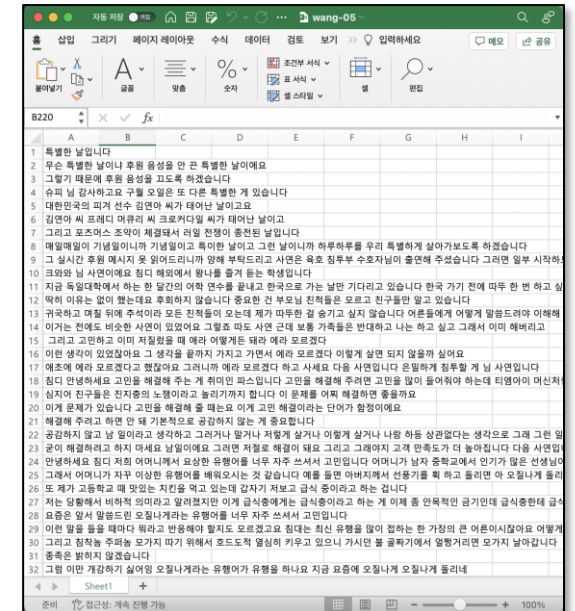 자동 저장 wang-05
홈 삽입 그리기 페이지 레이아웃 수식 데이터 검토 보기 >> 입력하세요 메모 공유
붙여넣기 글꼴 맞춤 숫자 조건부 서식 표 서식 셀 스타일 셀 편집
B220 fx
A B C D E F G H I
1 특별한 날입니다
2 무슨 특별한 날이냐 후원 음성을 안 끈 특별한 날이에요
3 그렇기 때문에 후원 음성을 끄도록 하겠습니다
4 슈피 님 감사하고요 구월 오일은 또 다른 특별한 게 있습니다
5 대한민국의 피겨 선수 김연아 씨가 태어난 날이고요
6 김연아 씨 프레디 머큐리 씨 크로커다일 씨가 태어난 날이고
7 그리고 포츠머스 조약이 체결돼서 러일 전쟁이 종전된 날입니다
8 매일매일이 기념일이니까 기념일이고 특이한 날이고 그런 날이니까 하루하루를 우리 특별하게 살아가보도록 하겠습니다
9 그 실시간 후원 메시지 못 읽어드리니까 양해 부탁드리고 사연은 육호 침투부 수호자님이 출연해 주셨습니다 그러면 일부 시작하
10 크와와 님 사연이에요 침디 해외에서 왕나를 즐겨 듣는 학생입니다
11 지금 독일대학에서 하는 한 달간의 어학 연수를 끝내고 한국으로 가는 날만 기다리고 있습니다 한국 가기 전에 따뚜 한 번 하고 싶
12 딱히 이유는 없이 했는데요 후회하지 않습니다 중요한 건 부모님 친척들은 모르고 친구들만 알고 있습니다
13 귀국하고 며칠 뒤에 추석이라 모든 친척들이 오는데 제가 따뚜한 걸 숨기고 싶지 않습니다 어른들에게 어떻게 말씀드려야 이해해
14 이거는 전에도 비슷한 사연이 있었어요 그렇죠 따도 사연 근데 보통 가족들은 반대하고 나는 하고 싶고 그래서 이미 해버리고
15 그리고 고민하고 이미 저질렀을 때 애라 어떻게든 돼라 에라 모르겠다
16 이런 생각이 있었잖아요 그 생각을 끝까지 가지고 가면서 에라 모르겠다 이렇게 살면 되지 않을까 싶어요
17 애초에 에라 모르겠다고 했잖아요 그러니까 에라 모르겠다 하고 사세요 다음 사연입니다 은밀하게 침투할 게 님 사연입니다
18 침디 안녕하세요 고민을 해결해 주는 게 취미인 파스입니다 고민을 해결해 주려면 고민을 많이 들어줘야 하는데 티엠아이 머신처
19 심지어 친구들은 진지충의 노잼이라고 놀리기까지 합니다 이 문제를 어찌 해결하면 좋을까요
20 이게 문제가 있습니다 고민을 해결해 줄 때는요 이게 고민 해결이라는 단어가 함정이에요
21 해결해 주려고 하면 안 돼 기본적으로 공감하지 않는 게 중요합니다
22 공감하지 않고 남 일이라고 생각하고 그러거나 말거나 저렇게 살거나 이렇게 살거나 나랑 하등 상관없다는 생각으로 그래 그런 일
23 굳이 해결하려고 하지 마세요 남일이에요 그러면 저절로 해결이 돼요 그리고 그래야지 고객 만족도가 더 높아집니다 다음 사연입
24 안녕하세요 침디 저희 어머니께서 요상한 유행어를 너무 자주 쓰셔서 고민입니다 어머니가 남자 중학교에서 인기가 많은 선생님이
25 그래서 어머니가 자꾸 이상한 유행어를 배워오시는 것 같습니다 예를 들면 아버지께서 선풍기를 획 하고 돌리면 아 오질나게 돌리
26 또 제가 고등학교 때 맛있는 치킨을 먹고 있는데 갑자기 저보고 급식 충이라고 하는 겁니다
27 저는 당황해서 비하적 의미라고 알려졌지만 이게 급식충에게는 급식충이라고 하는 게 이제 좀 안목적인 금기인데 급식충한테 급식
28 요즘은 앞서 말씀드린 오질나게라는 유행어를 너무 자주 쓰셔서 고민입니다
29 이런 말을 들을 때마다 뭐라고 반응해야 할지도 모르겠고요 침대는 최신 유행을 많이 접하는 한 가장의 큰 어른이시잖아요 어떻게
30 그리고 침착놈 주펄놈 모가지 따기 위해서 호드도적 열심히 키우고 있으니 가시던 불 골짜기에서 얼쩡거리면 모가지 날아갑니다
31 종족은 밝히지 않겠습니다
32 그럼 이만 개강하기 싫어잉 오질나게라는 유행어가 유행을 하나요 지금 요즘에 오질나게 오질나게 돌리네
Sheet1 +
준비 접근성: 계속 진행 가능 100%